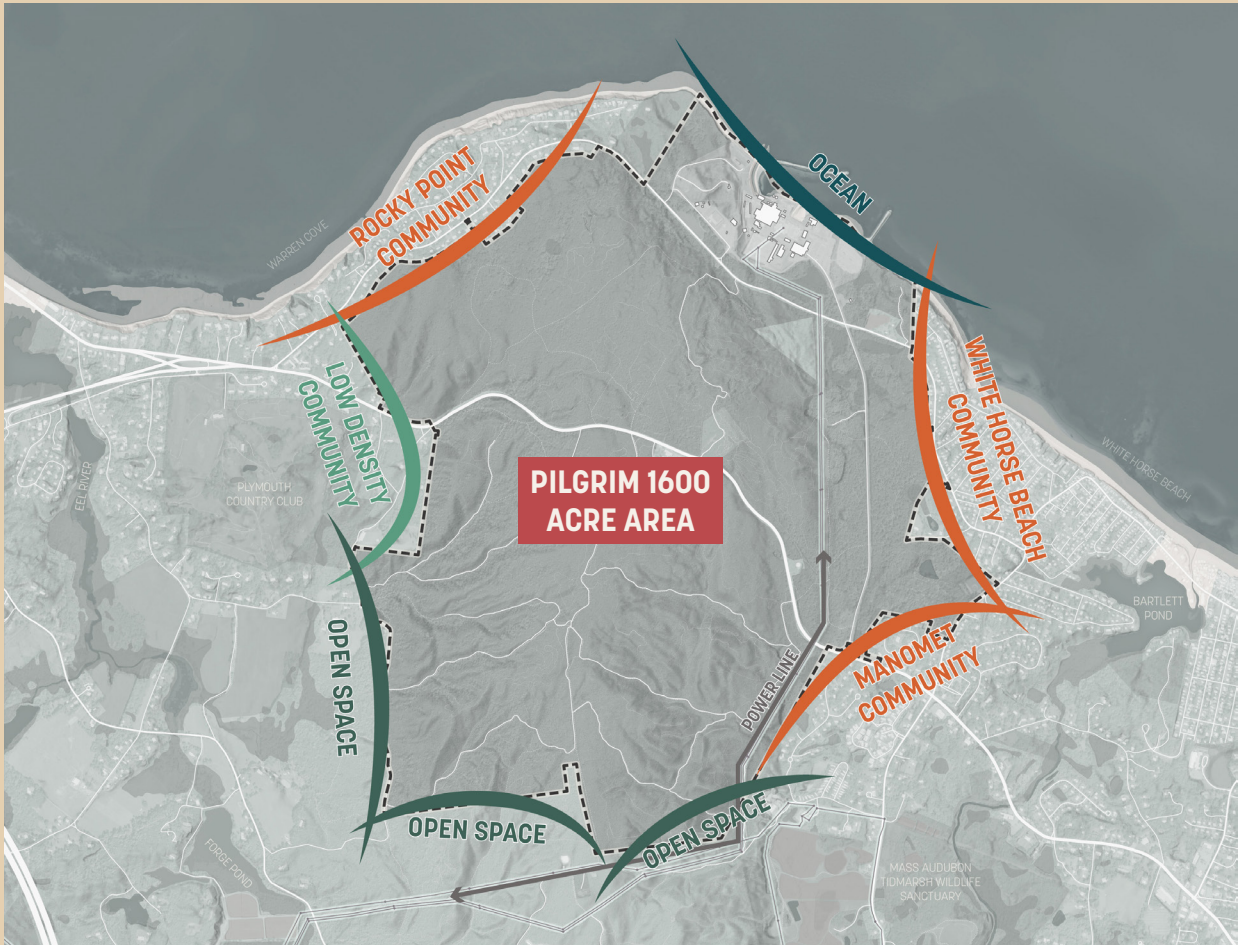 OCEAN
ROCKY POINT
COMMUNITY
WARREN COVE
WHITE HORSE BEACH
COMMUNITY
LOW DENSITY
COMMUNITY
WHITE HORSE BEACH
EEL RIVER
PLYMOUTH
COUNTRY CLUB
PILGRIM 1600
ACRE AREA
BARTLETT
POND
OPEN SPACE
MANOMET
COMMUNITY
POWER LINE
OPEN SPACE
OPEN SPACE
FORGE POND
MASS AUDUBON
TIDMARSH WILDLIFE
SANCTUARY